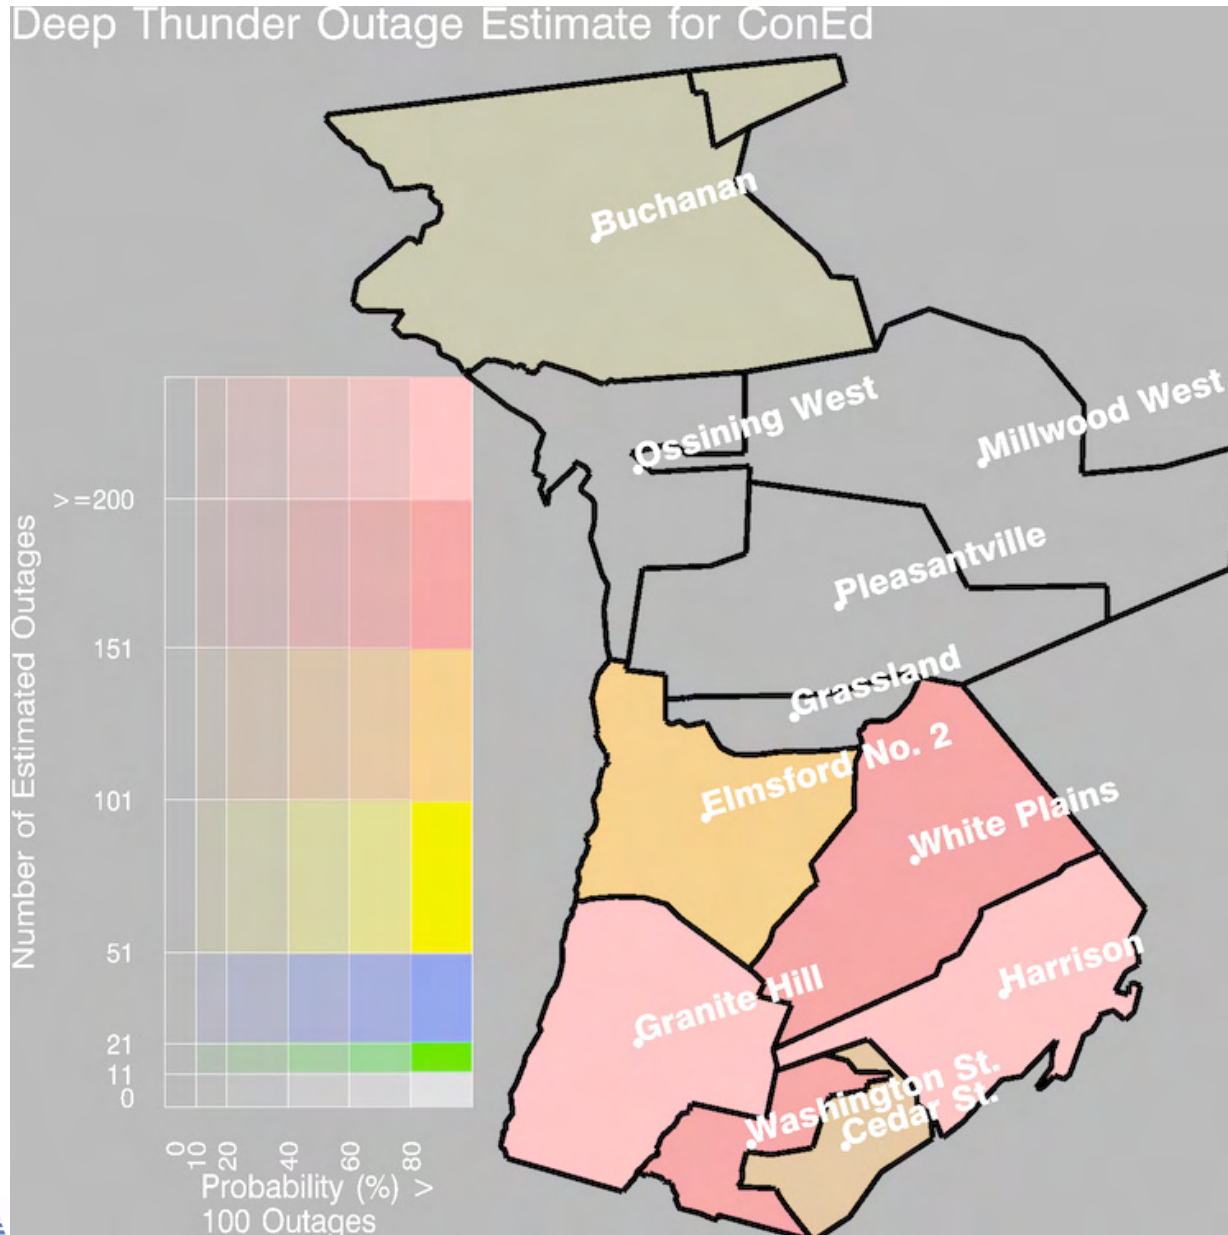 Deep Thunder Outage Estimate for ConEd
Buchanan
Ossining West
Millwood West
Pleasantville
Grassland
Elmsford No. 2
White Plains
Harrison
Granite Hill
Washington St.
Cedar St.
Number of Estimated Outages
>=200
151
101
51
21
11
0
0 10 20 40 60 80
Probability (%) >
100 Outages